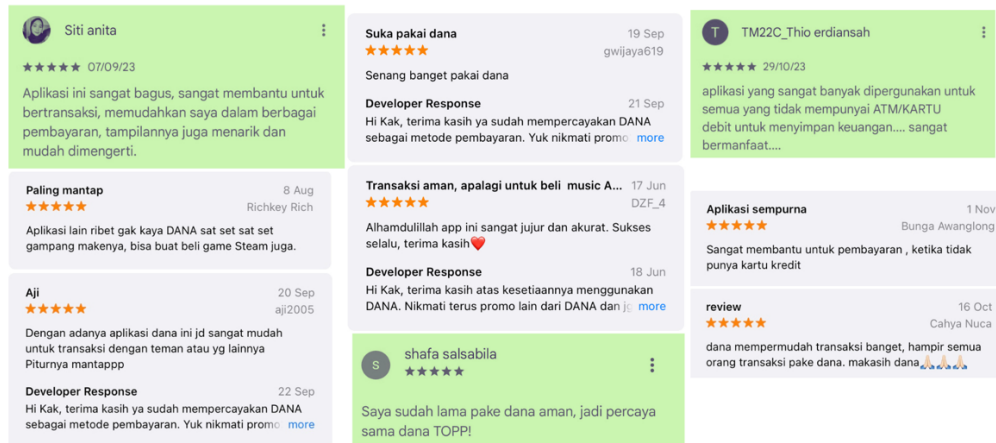 Siti anita
★★★★★ 07/09/23
Aplikasi ini sangat bagus, sangat membantu untuk
bertransaksi, memudahkan saya dalam berbagai
pembayaran, tampilannya juga menarik dan
mudah dimengerti.
Paling mantap 8 Aug
★★★★★ Richkey Rich
Aplikasi lain ribet gak kaya DANA sat set sat set
gampang makenya, bisa buat beli game Steam juga.
Aji 20 Sep
★★★★★ aji2005
Dengan adanya aplikasi dana ini jd sangat mudah
untuk transaksi dengan teman atau yg lainnya
Piturnya mantappp
Developer Response 22 Sep
Hi Kak, terima kasih ya sudah mempercayakan DANA
sebagai metode pembayaran. Yuk nikmati promo more
Suka pakai dana 19 Sep
★★★★★ gwijaya619
Senang banget pakai dana
Developer Response 21 Sep
Hi Kak, terima kasih ya sudah mempercayakan DANA
sebagai metode pembayaran. Yuk nikmati promo more
Transaksi aman, apalagi untuk beli music A... 17 Jun
★★★★★ DZF_4
Alhamdulillah app ini sangat jujur dan akurat. Sukses
selalu, terima kasih❤️
Developer Response 18 Jun
Hi Kak, terima kasih atas kesetiaannya menggunakan
DANA. Nikmati terus promo lain dari DANA dan jg more
S
shafa salsabila
★★★★★
Saya sudah lama pake dana aman, jadi percaya
sama dana TOPP!
T
TM22C_Thio erdiansah
★★★★★ 29/10/23
aplikasi yang sangat banyak dipergunakan untuk
semua yang tidak mempunyai ATM/KARTU
debit untuk menyimpan keuangan.... sangat
bermanfaat....
Aplikasi sempurna 1 Nov
★★★★★ Bunga Awanglong
Sangat membantu untuk pembayaran , ketika tidak
punya kartu kredit
review 16 Oct
★★★★★ Cahya Nuca
dana mempermudah transaksi banget, hampir semua
orang transaksi pake dana. makasih dana🙏🏻🙏🏻🙏🏻